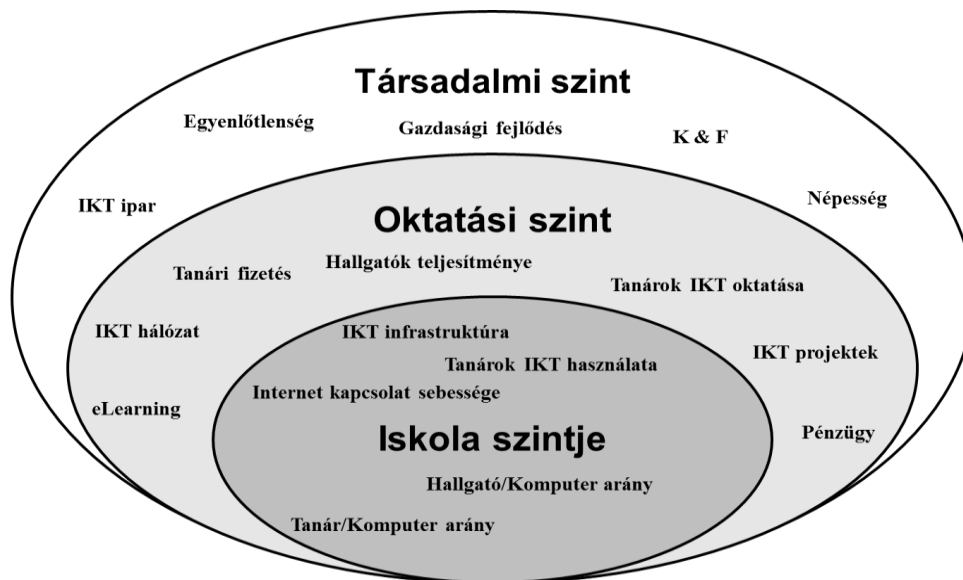 Társadalmi szint
Egyenlőtlenség
Gazdasági fejlődés
K & F
IKT ipar
Népesség
Oktatási szint
Hallgatók teljesítménye
Tanári fizetés
Tanárok IKT oktatása
IKT hálózat
IKT infrastruktúra
IKT projektek
Tanárok IKT használata
Internet kapcsolat sebessége
eLearning
Pénzügy
Iskola szintje
Hallgató/Komputer arány
Tanár/Komputer arány